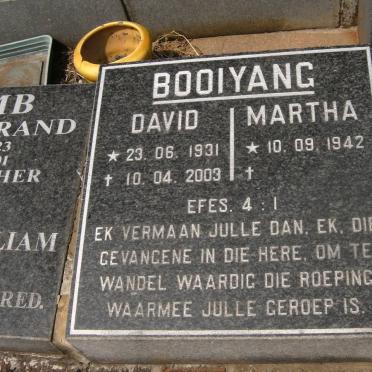 BOOIYANG
DAVID
★ 23. 06. 1931
† 10. 04. 2003
MARTHA
★ 10. 09. 1942
†
EFES. 4 : 1
EK VERMAAN JULLE DAN, EK, DIE
GEVANGENE IN DIE HERE, OM TE
WANDEL WAARDIG DIE ROEPING
WAARMEE JULLE GEROEP IS.
MB
RAND
23
01
HER
LIAM
RED.